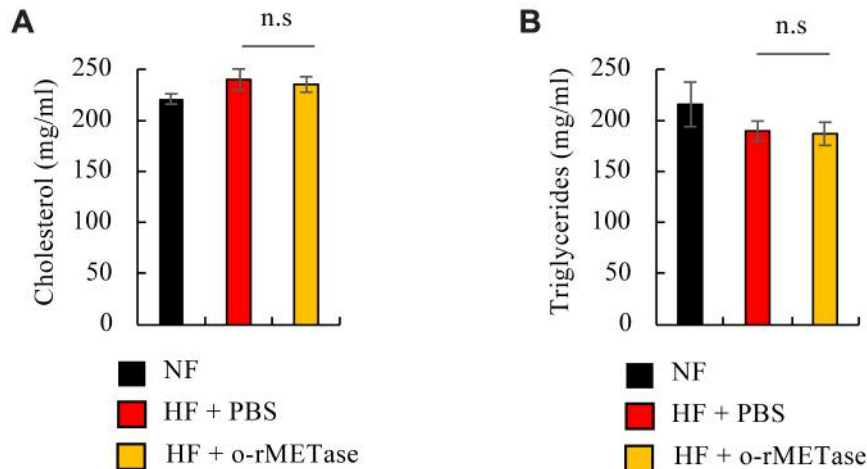 A
n.s
Cholesterol (mg/ml)
250
200
150
100
50
0
NF
HF + PBS
HF + o-rMETase
B
n.s
Triglycerides (mg/ml)
250
200
150
100
50
0
NF
HF + PBS
HF + o-rMETase